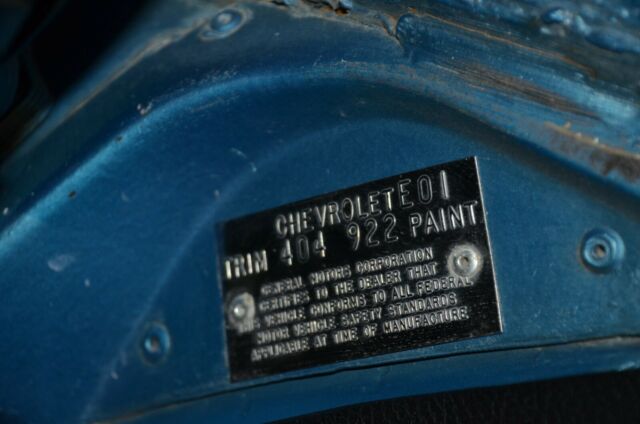 CHEVROLET E01
TRIM 404 922 PAINT
GENERAL MOTORS CORPORATION
CERTIFIES TO THE DEALER THAT
VEHICLE CONFORMS TO ALL FEDERAL
MOTOR VEHICLE SAFETY STANDARDS
APPLICABLE AT TIME OF MANUFACTURE.